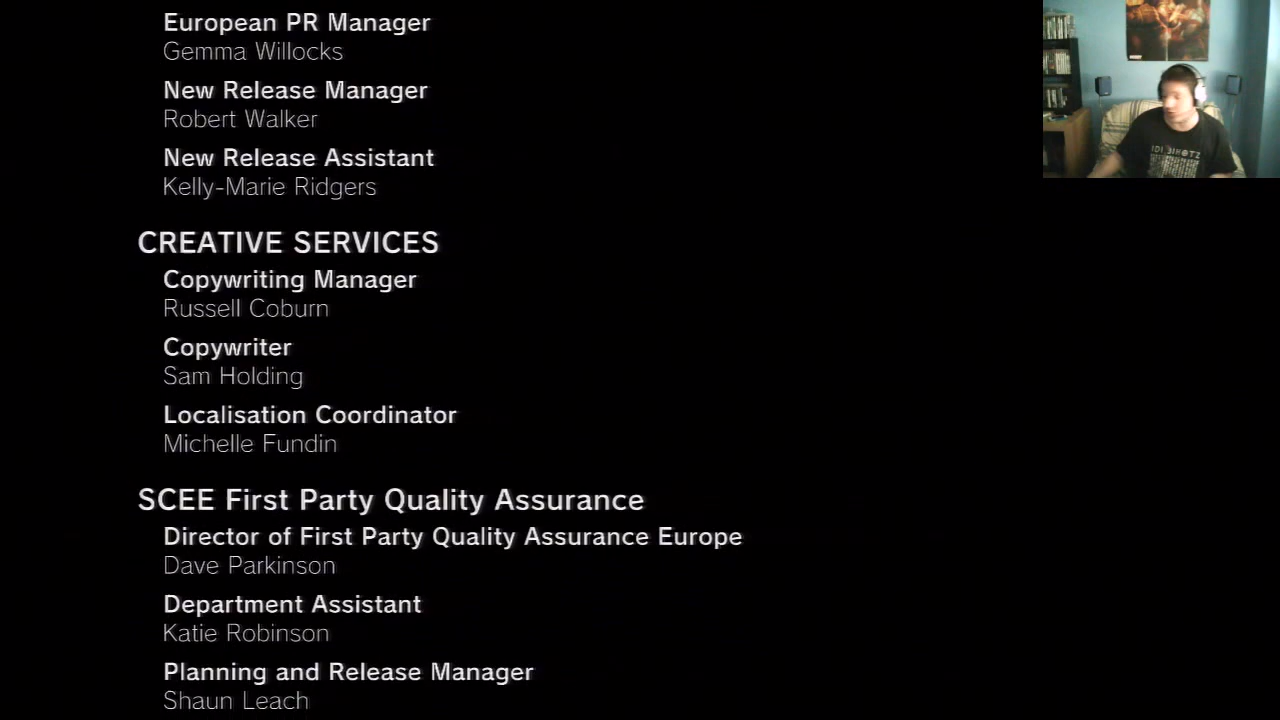 European PR Manager
Gemma Willocks
New Release Manager
Robert Walker
New Release Assistant
Kelly-Marie Ridgers
CREATIVE SERVICES
Copywriting Manager
Russell Coburn
Copywriter
Sam Holding
Localisation Coordinator
Michelle Fundin
SCEE First Party Quality Assurance
Director of First Party Quality Assurance Europe
Dave Parkinson
Department Assistant
Katie Robinson
Planning and Release Manager
Shaun Leach